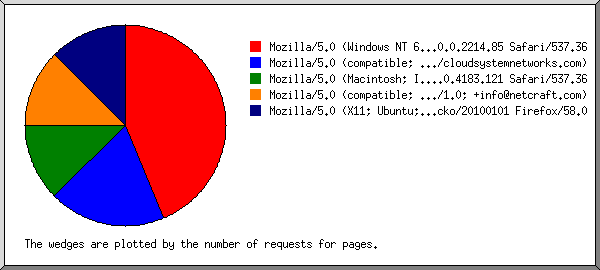 Mozilla/5.0 (Windows NT 6...0.0.2214.85 Safari/537.36
Mozilla/5.0 (compatible; .../cloudsystemnetworks.com)
Mozilla/5.0 (Macintosh; I....0.4183.121 Safari/537.36
Mozilla/5.0 (compatible; .../1.0; +info@netcraft.com)
Mozilla/5.0 (X11; Ubuntu;...cko/20100101 Firefox/58.0
The wedges are plotted by the number of requests for pages.